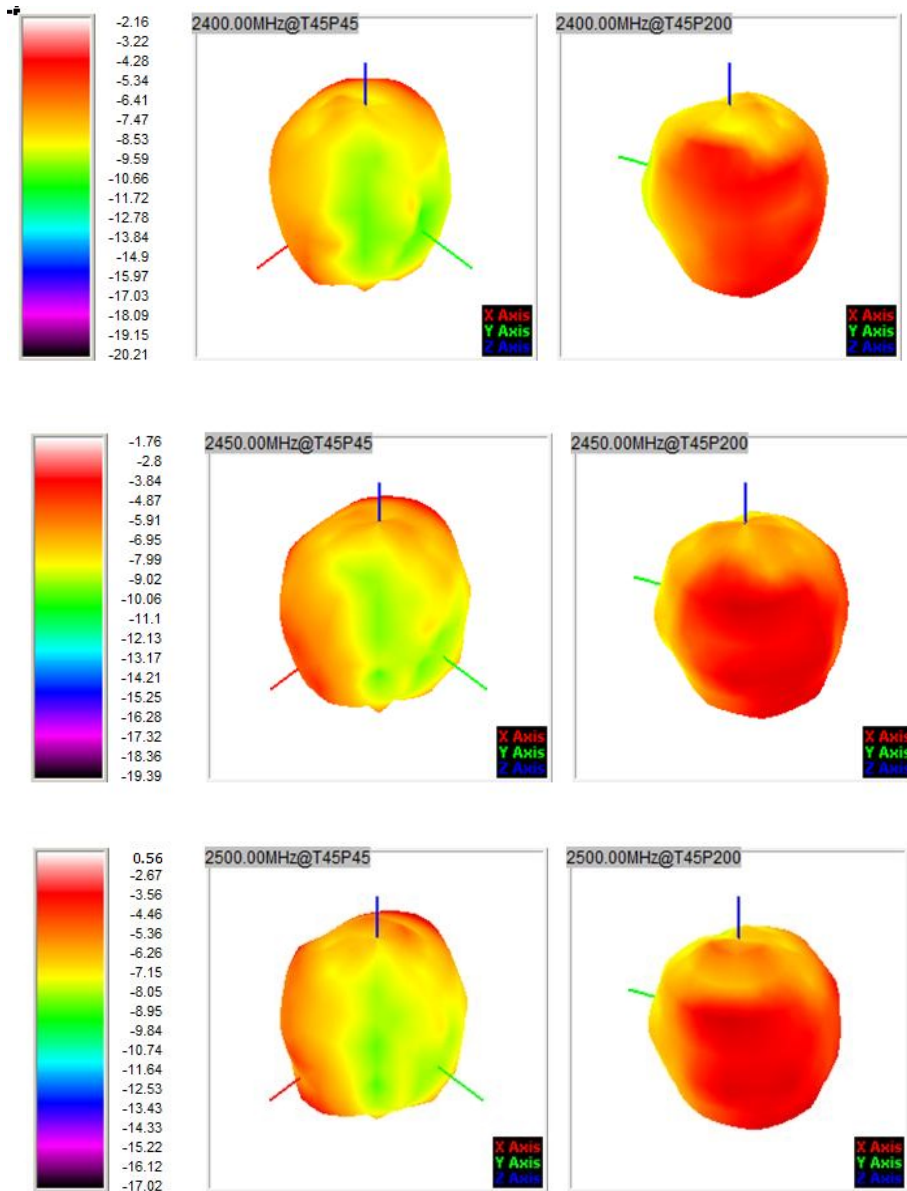 2400.00MHz@T45P45
2400.00MHz@T45P200
-2.16
-3.22
-4.28
-5.34
-6.41
-7.47
-8.53
-9.59
-10.66
-11.72
-12.78
-13.84
-14.9
-15.97
-17.03
-18.09
-19.15
-20.21
X Axis
Y Axis
Z Axis
X Axis
Y Axis
Z Axis
2450.00MHz@T45P45
2450.00MHz@T45P200
-1.76
-2.8
-3.84
-4.87
-5.91
-6.95
-7.99
-9.02
-10.06
-11.1
-12.13
-13.17
-14.21
-15.25
-16.28
-17.32
-18.36
-19.39
X Axis
Y Axis
Z Axis
X Axis
Y Axis
Z Axis
2500.00MHz@T45P45
2500.00MHz@T45P200
0.56
-2.67
-3.56
-4.46
-5.36
-6.26
-7.15
-8.05
-8.95
-9.84
-10.74
-11.64
-12.53
-13.43
-14.33
-15.22
-16.12
-17.02
X Axis
Y Axis
Z Axis
X Axis
Y Axis
Z Axis